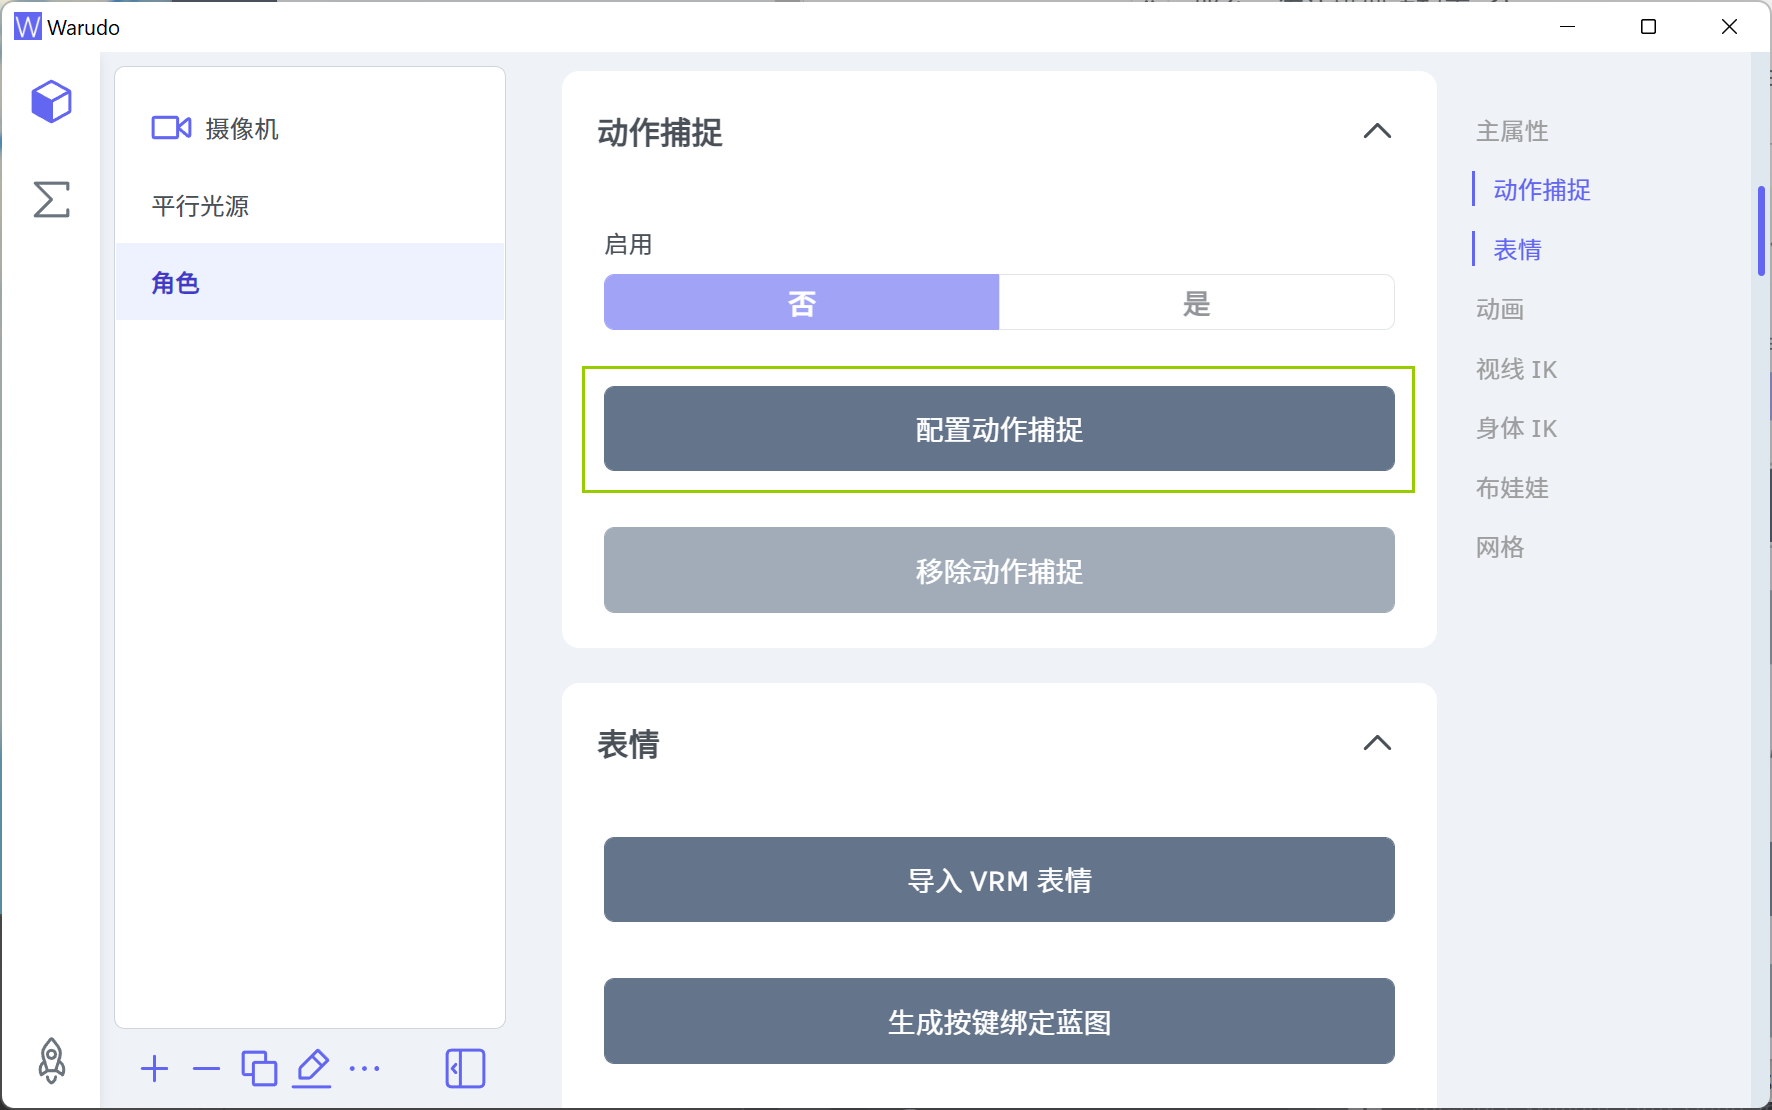 Warudo
摄像机
平行光源
角色
动作捕捉
启用
否
是
配置动作捕捉
移除动作捕捉
表情
导入 VRM 表情
生成按键绑定蓝图
主属性
动作捕捉
表情
动画
视线 IK
身体 IK
布娃娃
网格